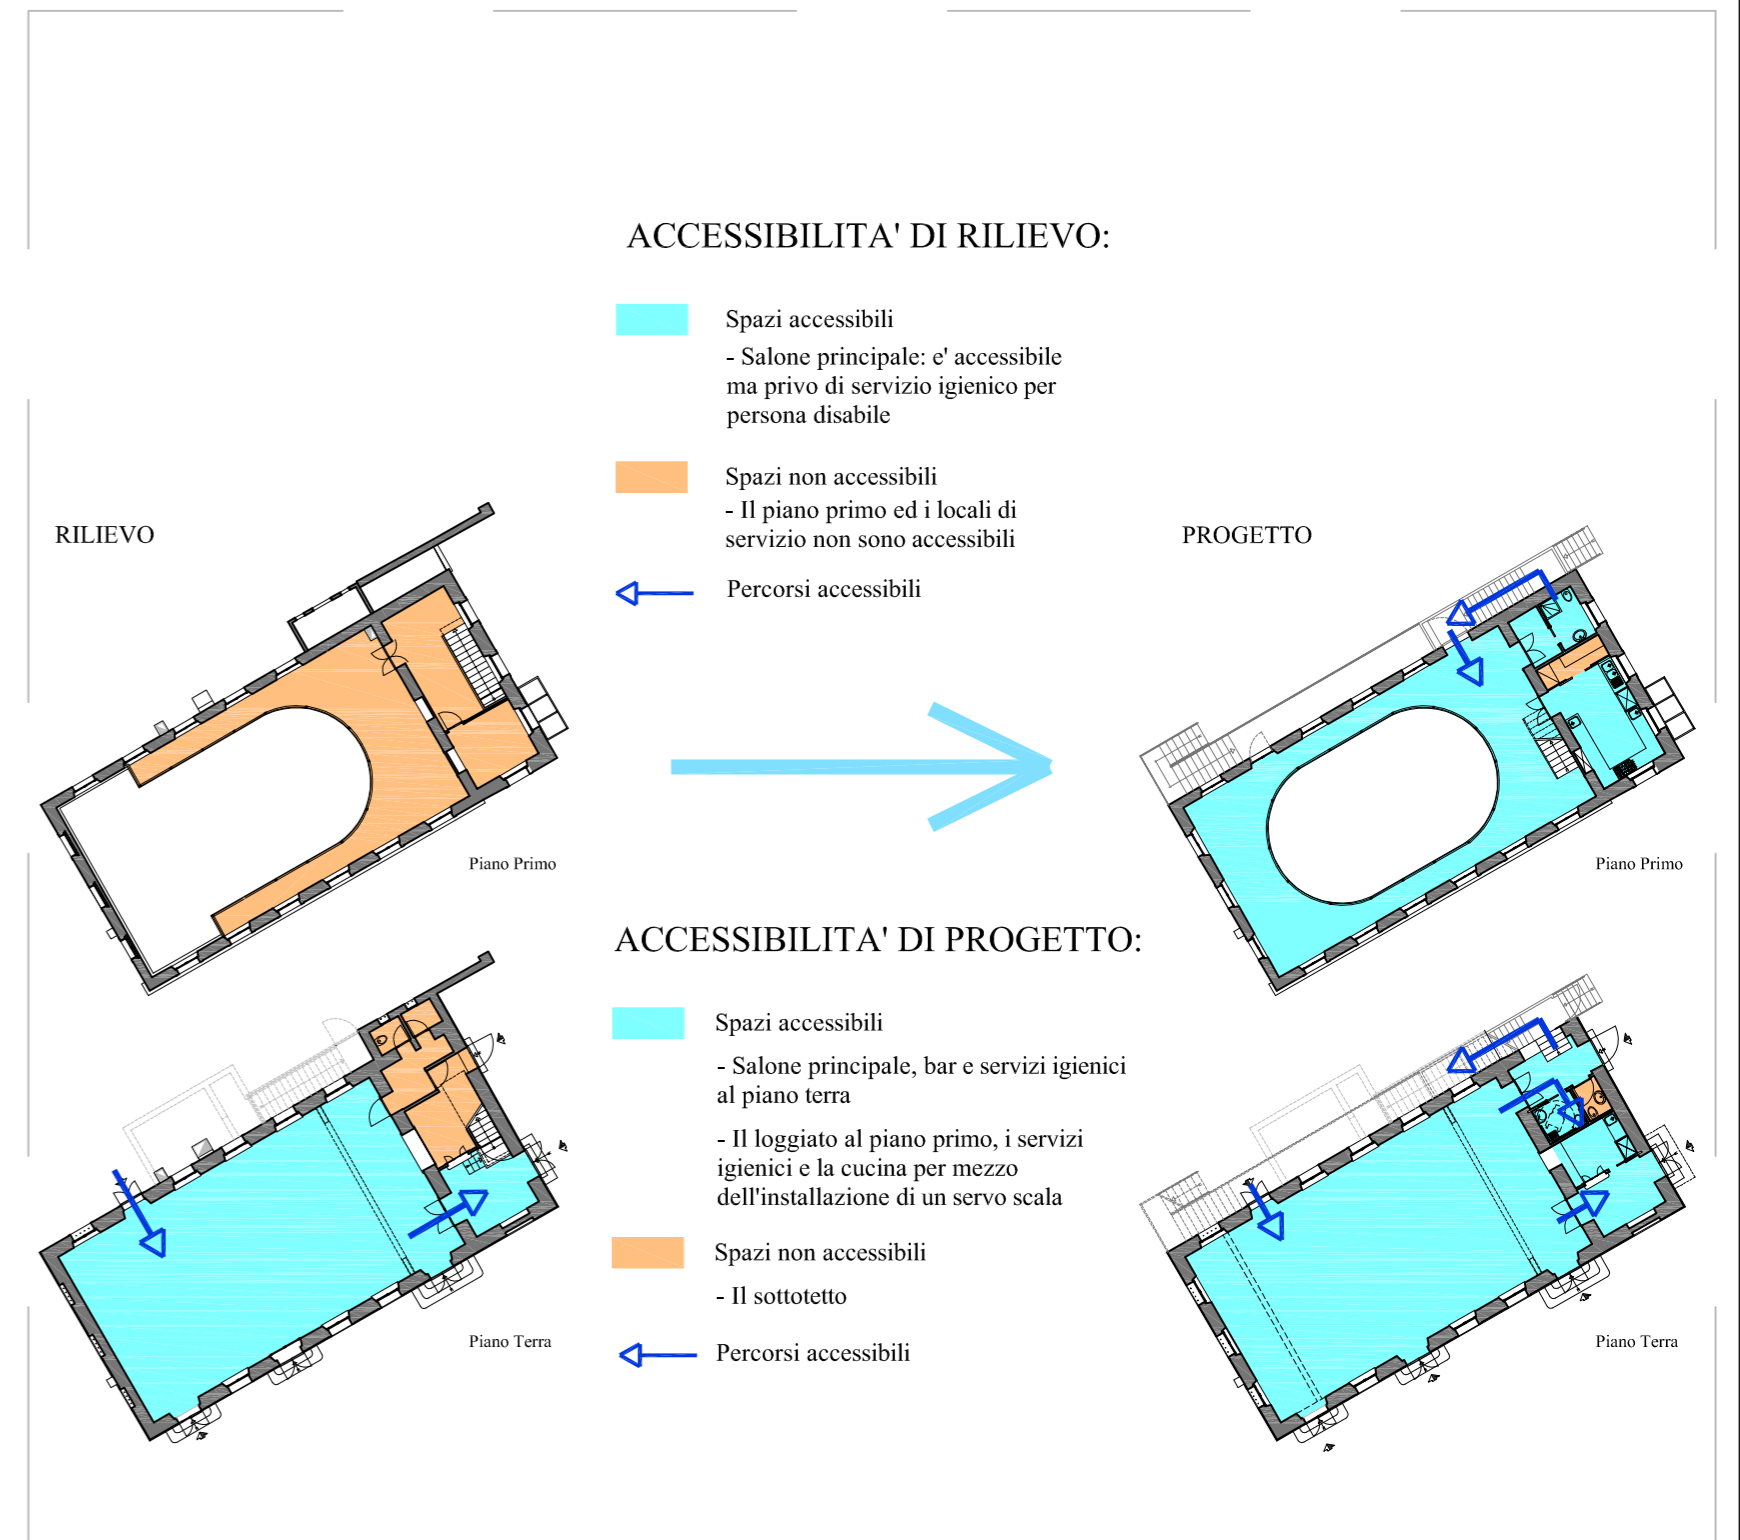 ACCESSIBILITA' DI RILIEVO:
Spazi accessibili
- Salone principale: e' accessibile
ma privo di servizio igienico per
persona disabile
Spazi non accessibili
- Il piano primo ed i locali di
servizio non sono accessibili
Percorsi accessibili
RILIEVO
PROGETTO
Piano Primo
Piano Primo
ACCESSIBILITA' DI PROGETTO:
Spazi accessibili
- Salone principale, bar e servizi igienici
al piano terra
- Il loggiato al piano primo, i servizi
igienici e la cucina per mezzo
dell'installazione di un servo scala
Spazi non accessibili
- Il sottotetto
Percorsi accessibili
Piano Terra
Piano Terra